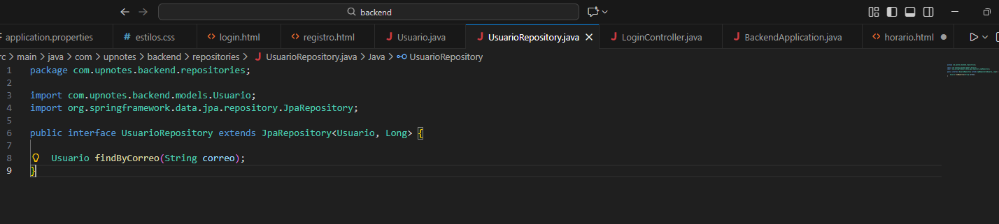 backend
application.properties
# estilos.css
<> login.html
<> registro.html
J Usuario.java
J UsuarioRepository.java
J LoginController.java
J BackendApplication.java
<> horario.html
rc > main > java > com > upnotes > backend > repositories > J UsuarioRepository.java > Java > UsuarioRepository
1 package com.upnotes.backend.repositories;
2
3 import com.upnotes.backend.models.Usuario;
4 import org.springframework.data.jpa.repository.JpaRepository;
5
6 public interface UsuarioRepository extends JpaRepository<Usuario, Long> {
7
8 Usuario findByCorreo(String correo);
9 }